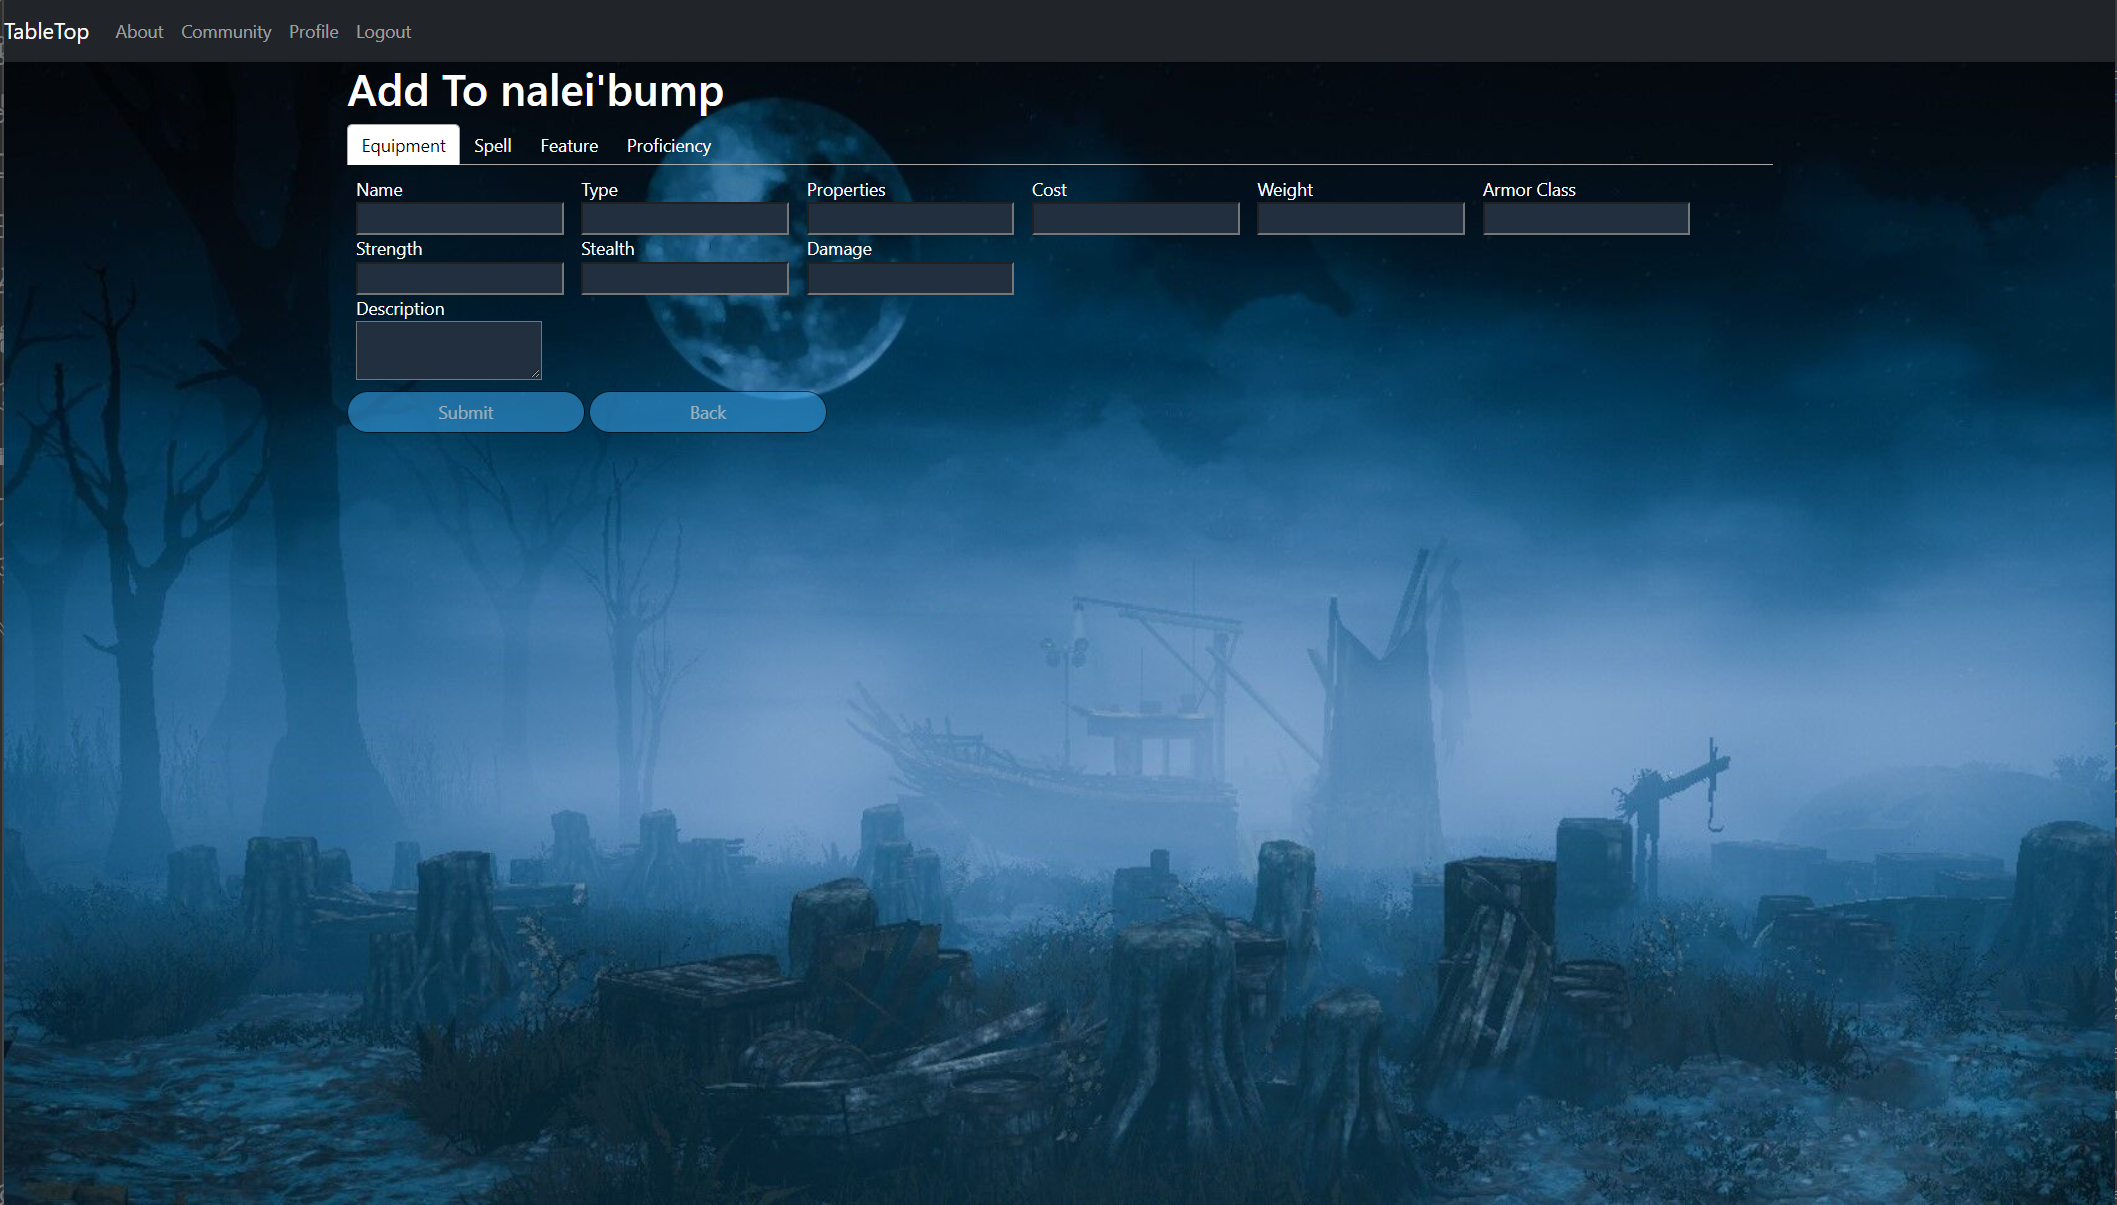 TableTop About Community Profile Logout
Add To nalei'bump
Equipment Spell Feature Proficiency
Name Type Properties Cost Weight Armor Class
Strength Stealth Damage
Description
Submit Back